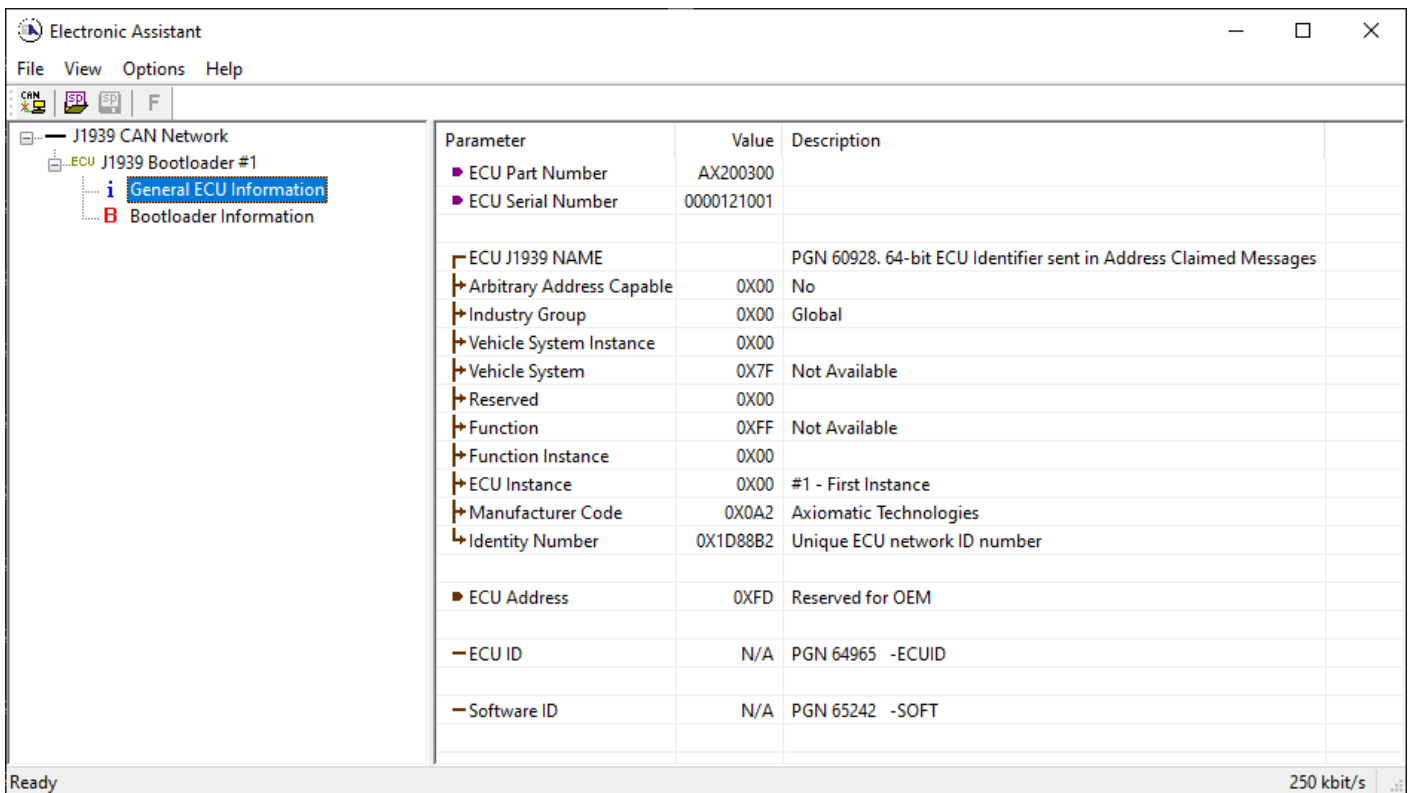 Electronic Assistant
File View Options Help
CAN SP SP F
J1939 CAN Network
ECU J1939 Bootloader #1
i General ECU Information
B Bootloader Information
Parameter Value Description
ECU Part Number AX200300
ECU Serial Number 0000121001
ECU J1939 NAME PGN 60928. 64-bit ECU Identifier sent in Address Claimed Messages
Arbitrary Address Capable 0X00 No
Industry Group 0X00 Global
Vehicle System Instance 0X00
Vehicle System 0X7F Not Available
Reserved 0X00
Function 0XFF Not Available
Function Instance 0X00
ECU Instance 0X00 #1 - First Instance
Manufacturer Code 0X0A2 Axiomatic Technologies
Identity Number 0X1D88B2 Unique ECU network ID number
ECU Address 0XFD Reserved for OEM
ECU ID N/A PGN 64965 -ECUID
Software ID N/A PGN 65242 -SOFT
Ready 250 kbit/s